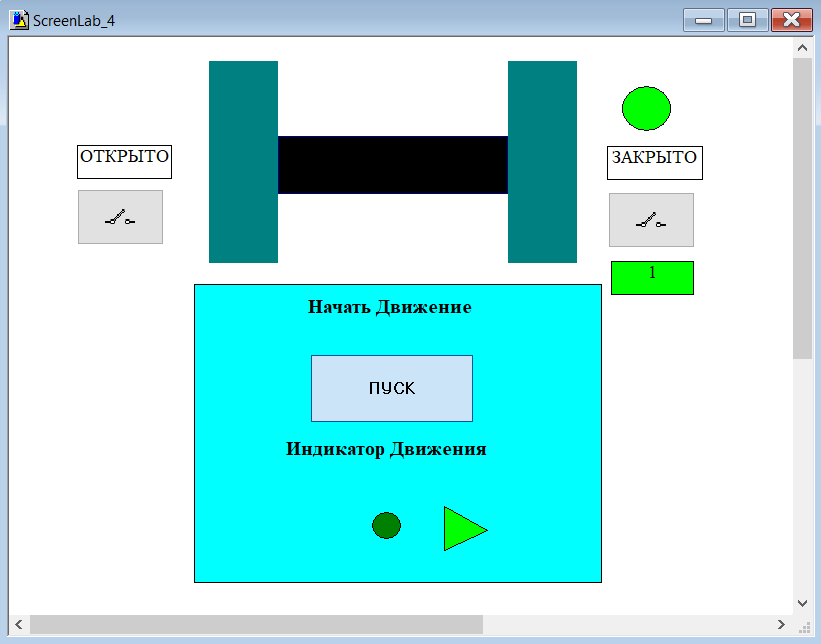 ScreenLab_4
ОТКРЫТО
ЗАКРЫТО
1
Начать Движение
ПУСК
Индикатор Движения